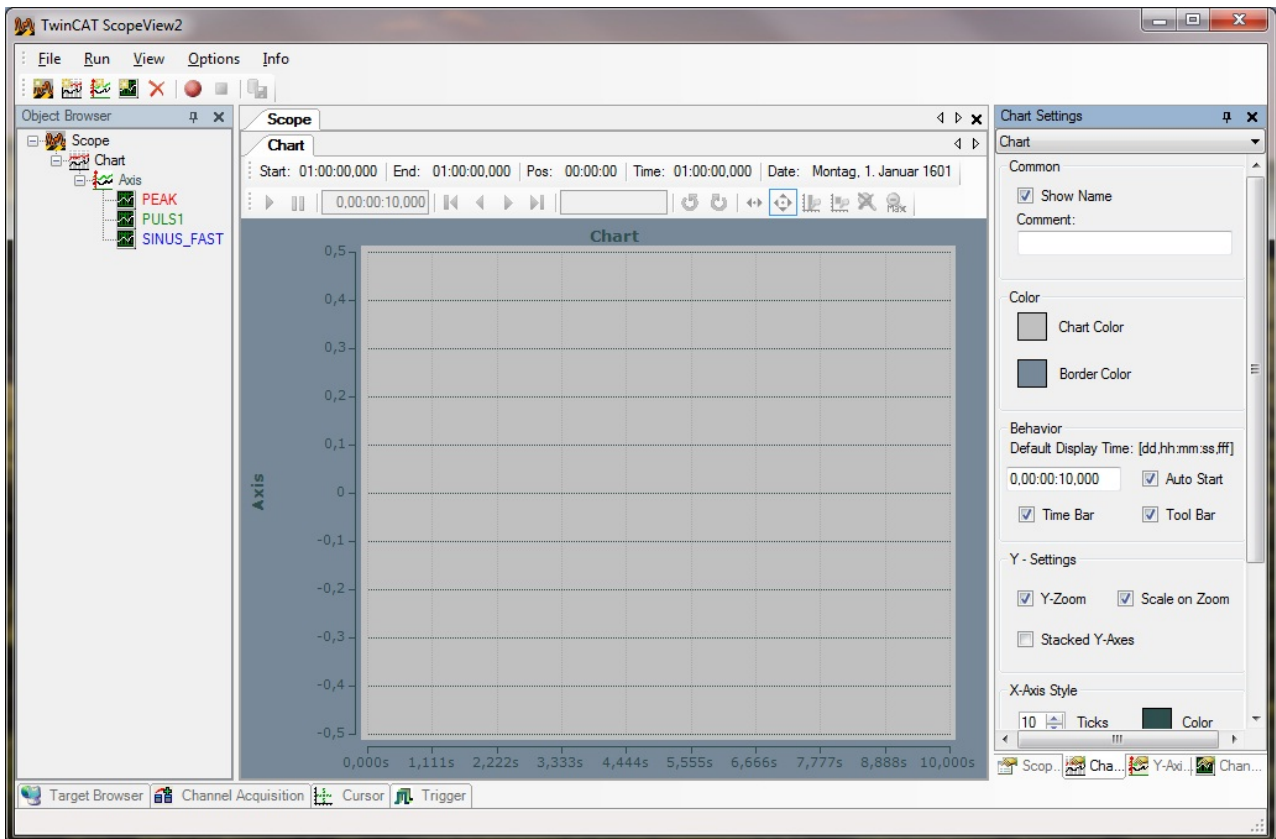 TwinCAT ScopeView2
File Run View Options Info
Object Browser
Scope
Chart
Axis
PEAK
PULS1
SINUS_FAST
Scope
Chart
Start: 01:00:00,000 End: 01:00:00,000 Pos: 00:00:00 Time: 01:00:00,000 Date: Montag, 1. Januar 1601
0,00:00:10,000
Max
Chart
0,5
0,4
0,3
0,2
0,1
0
-0,1
-0,2
-0,3
-0,4
-0,5
Axis
0,000s 1,111s 2,222s 3,333s 4,444s 5,555s 6,666s 7,777s 8,888s 10,000s
Chart Settings
Chart
Common
Show Name
Comment:
Color
Chart Color
Border Color
Behavior
Default Display Time: [dd,hh:mm:ss,fff]
0,00:00:10,000 Auto Start
Time Bar Tool Bar
Y - Settings
Y-Zoom Scale on Zoom
Stacked Y-Axes
X-Axis Style
10 Ticks Color
Scop... Cha... Y-Axi... Chan...
Target Browser Channel Acquisition Cursor Trigger